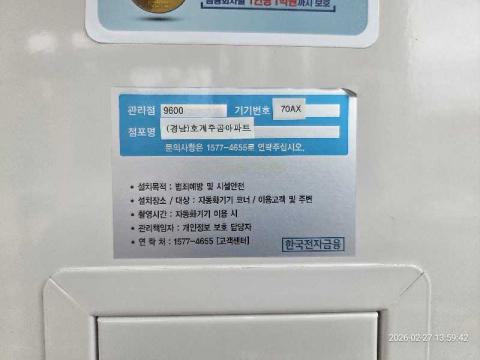 금융회사별 1인당 1억원까지 보호
관리점 9600 기기번호 70AX
점포명 (경남)호계주공아파트
문의사항은 1577-4655로 연락주십시오.
• 설치목적 : 범죄예방 및 시설안전
• 설치장소 / 대상 : 자동화기기 코너 / 이용고객 및 주변
• 촬영시간 : 자동화기기 이용 시
• 관리책임자 : 개인정보 보호 담당자
• 연 락 처 : 1577-4655 [고객센터]
한국전자금융
2026-02-27 13:59:42